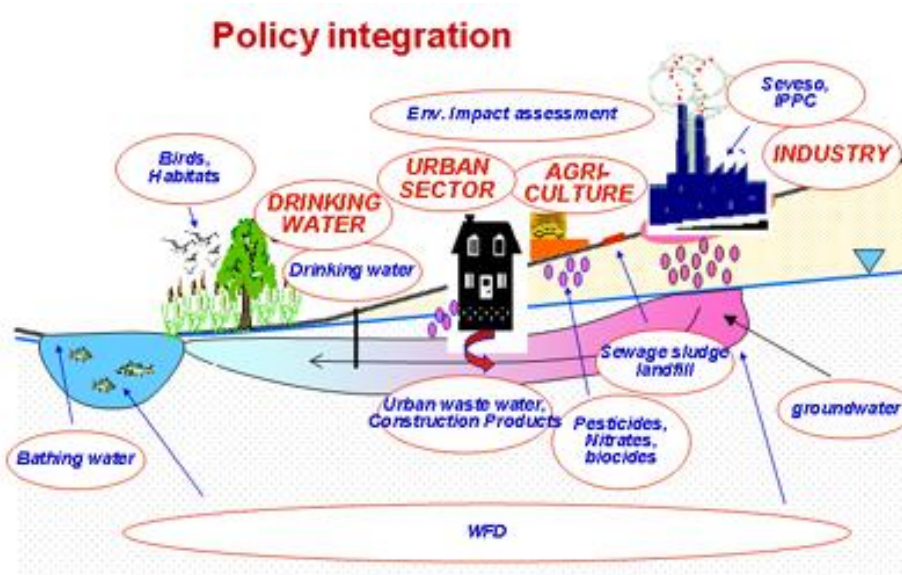 Policy integration
Seveso,
IPPC
Env. Impact assessment
INDUSTRY
Birds,
Habitats
URBAN
SECTOR
AGRI-
CULTURE
DRINKING
WATER
Drinking water
Sewage sludge
landfill
Urban waste water,
Construction Products
Pesticides,
Nitrates,
biocides
groundwater
Bathing water
WFD